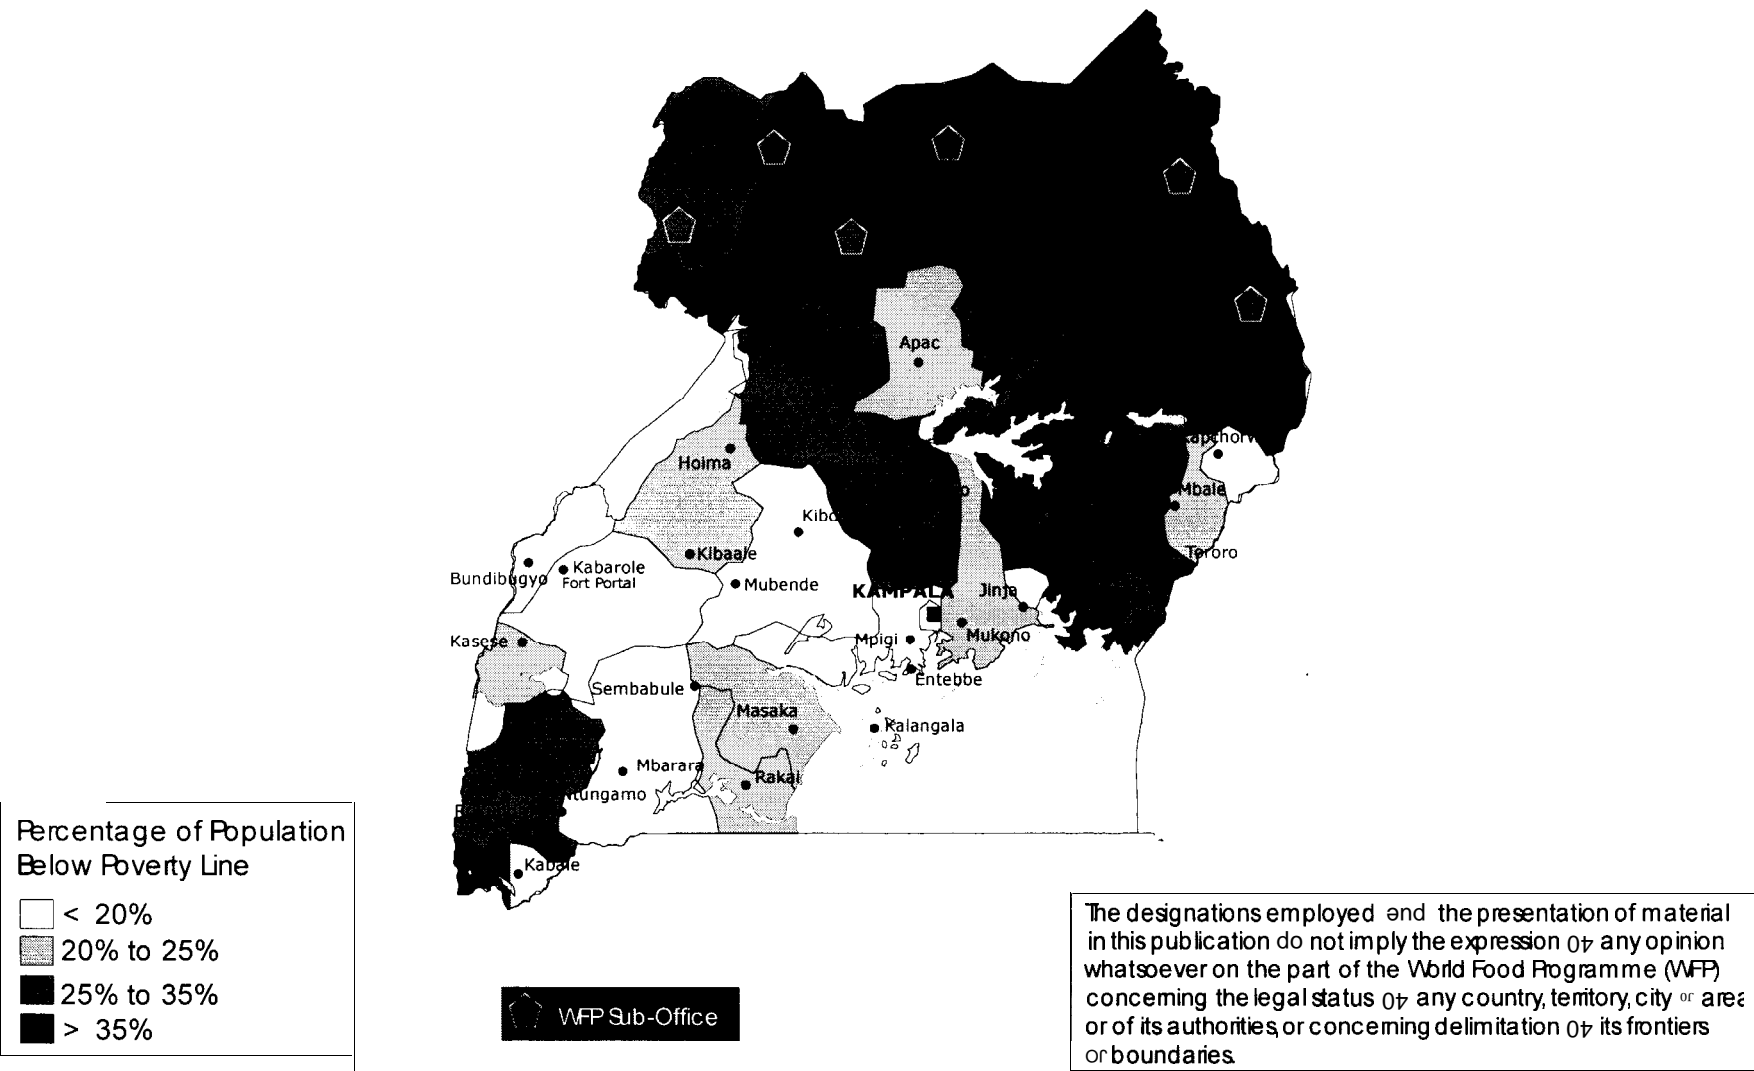 Apac
Hoima
Kibaale
Bundibugyo
Kabarole
Fort Portal
Mubende
KAMPALA
Jinja
Mbale
Tororo
Kasese
Mpigi
Mukono
Entebbe
Sembabule
Masaka
Kalangala
Mbarara
Rakai
Ntungamo
Kabale
Percentage of Population
Below Poverty Line
< 20%
20% to 25%
25% to 35%
> 35%
WFP Sub-Office
The designations employed and the presentation of material
in this publication do not imply the expression of any opinion
whatsoever on the part of the World Food Programme (WFP)
concerning the legal status of any country, territory, city or area
or of its authorities, or concerning delimitation of its frontiers
or boundaries.